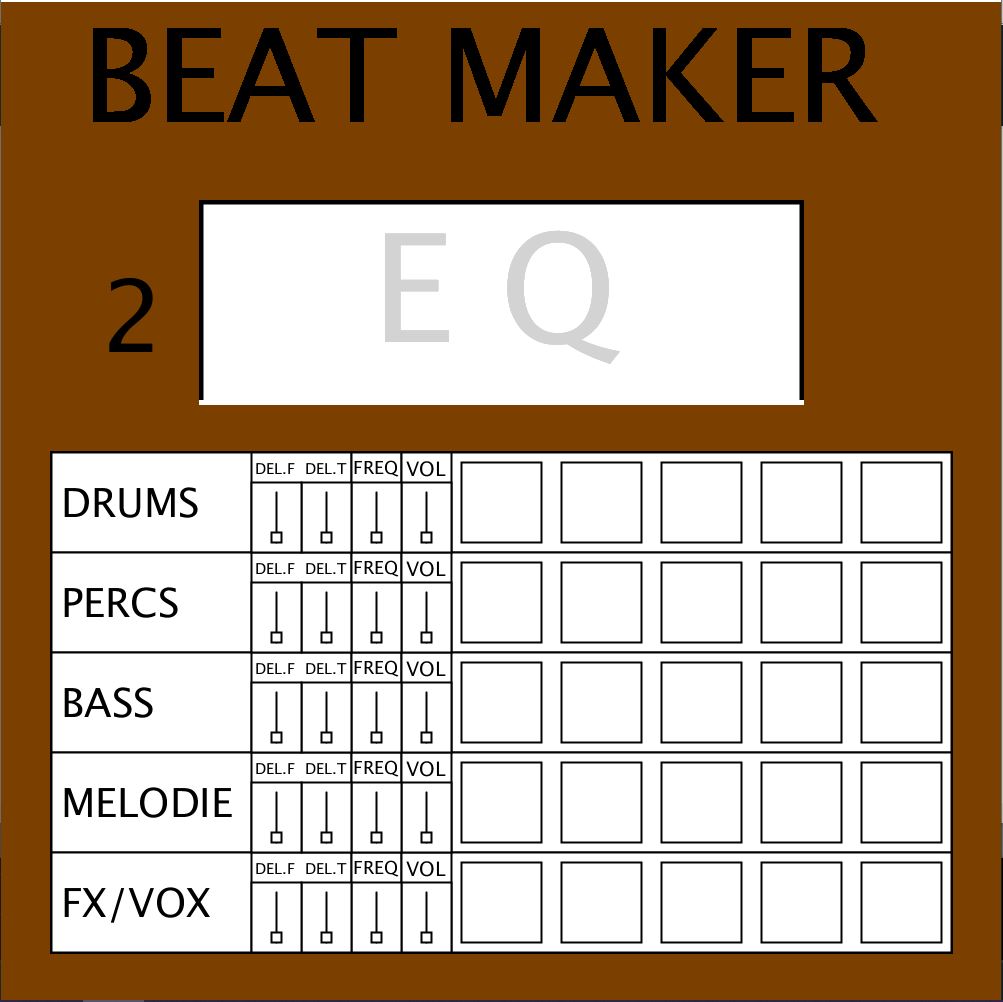 BEAT MAKER
2 E Q
DEL.F DEL.T FREQ VOL
DRUMS
DEL.F DEL.T FREQ VOL
PERCS
DEL.F DEL.T FREQ VOL
BASS
DEL.F DEL.T FREQ VOL
MELODIE
DEL.F DEL.T FREQ VOL
FX/VOX